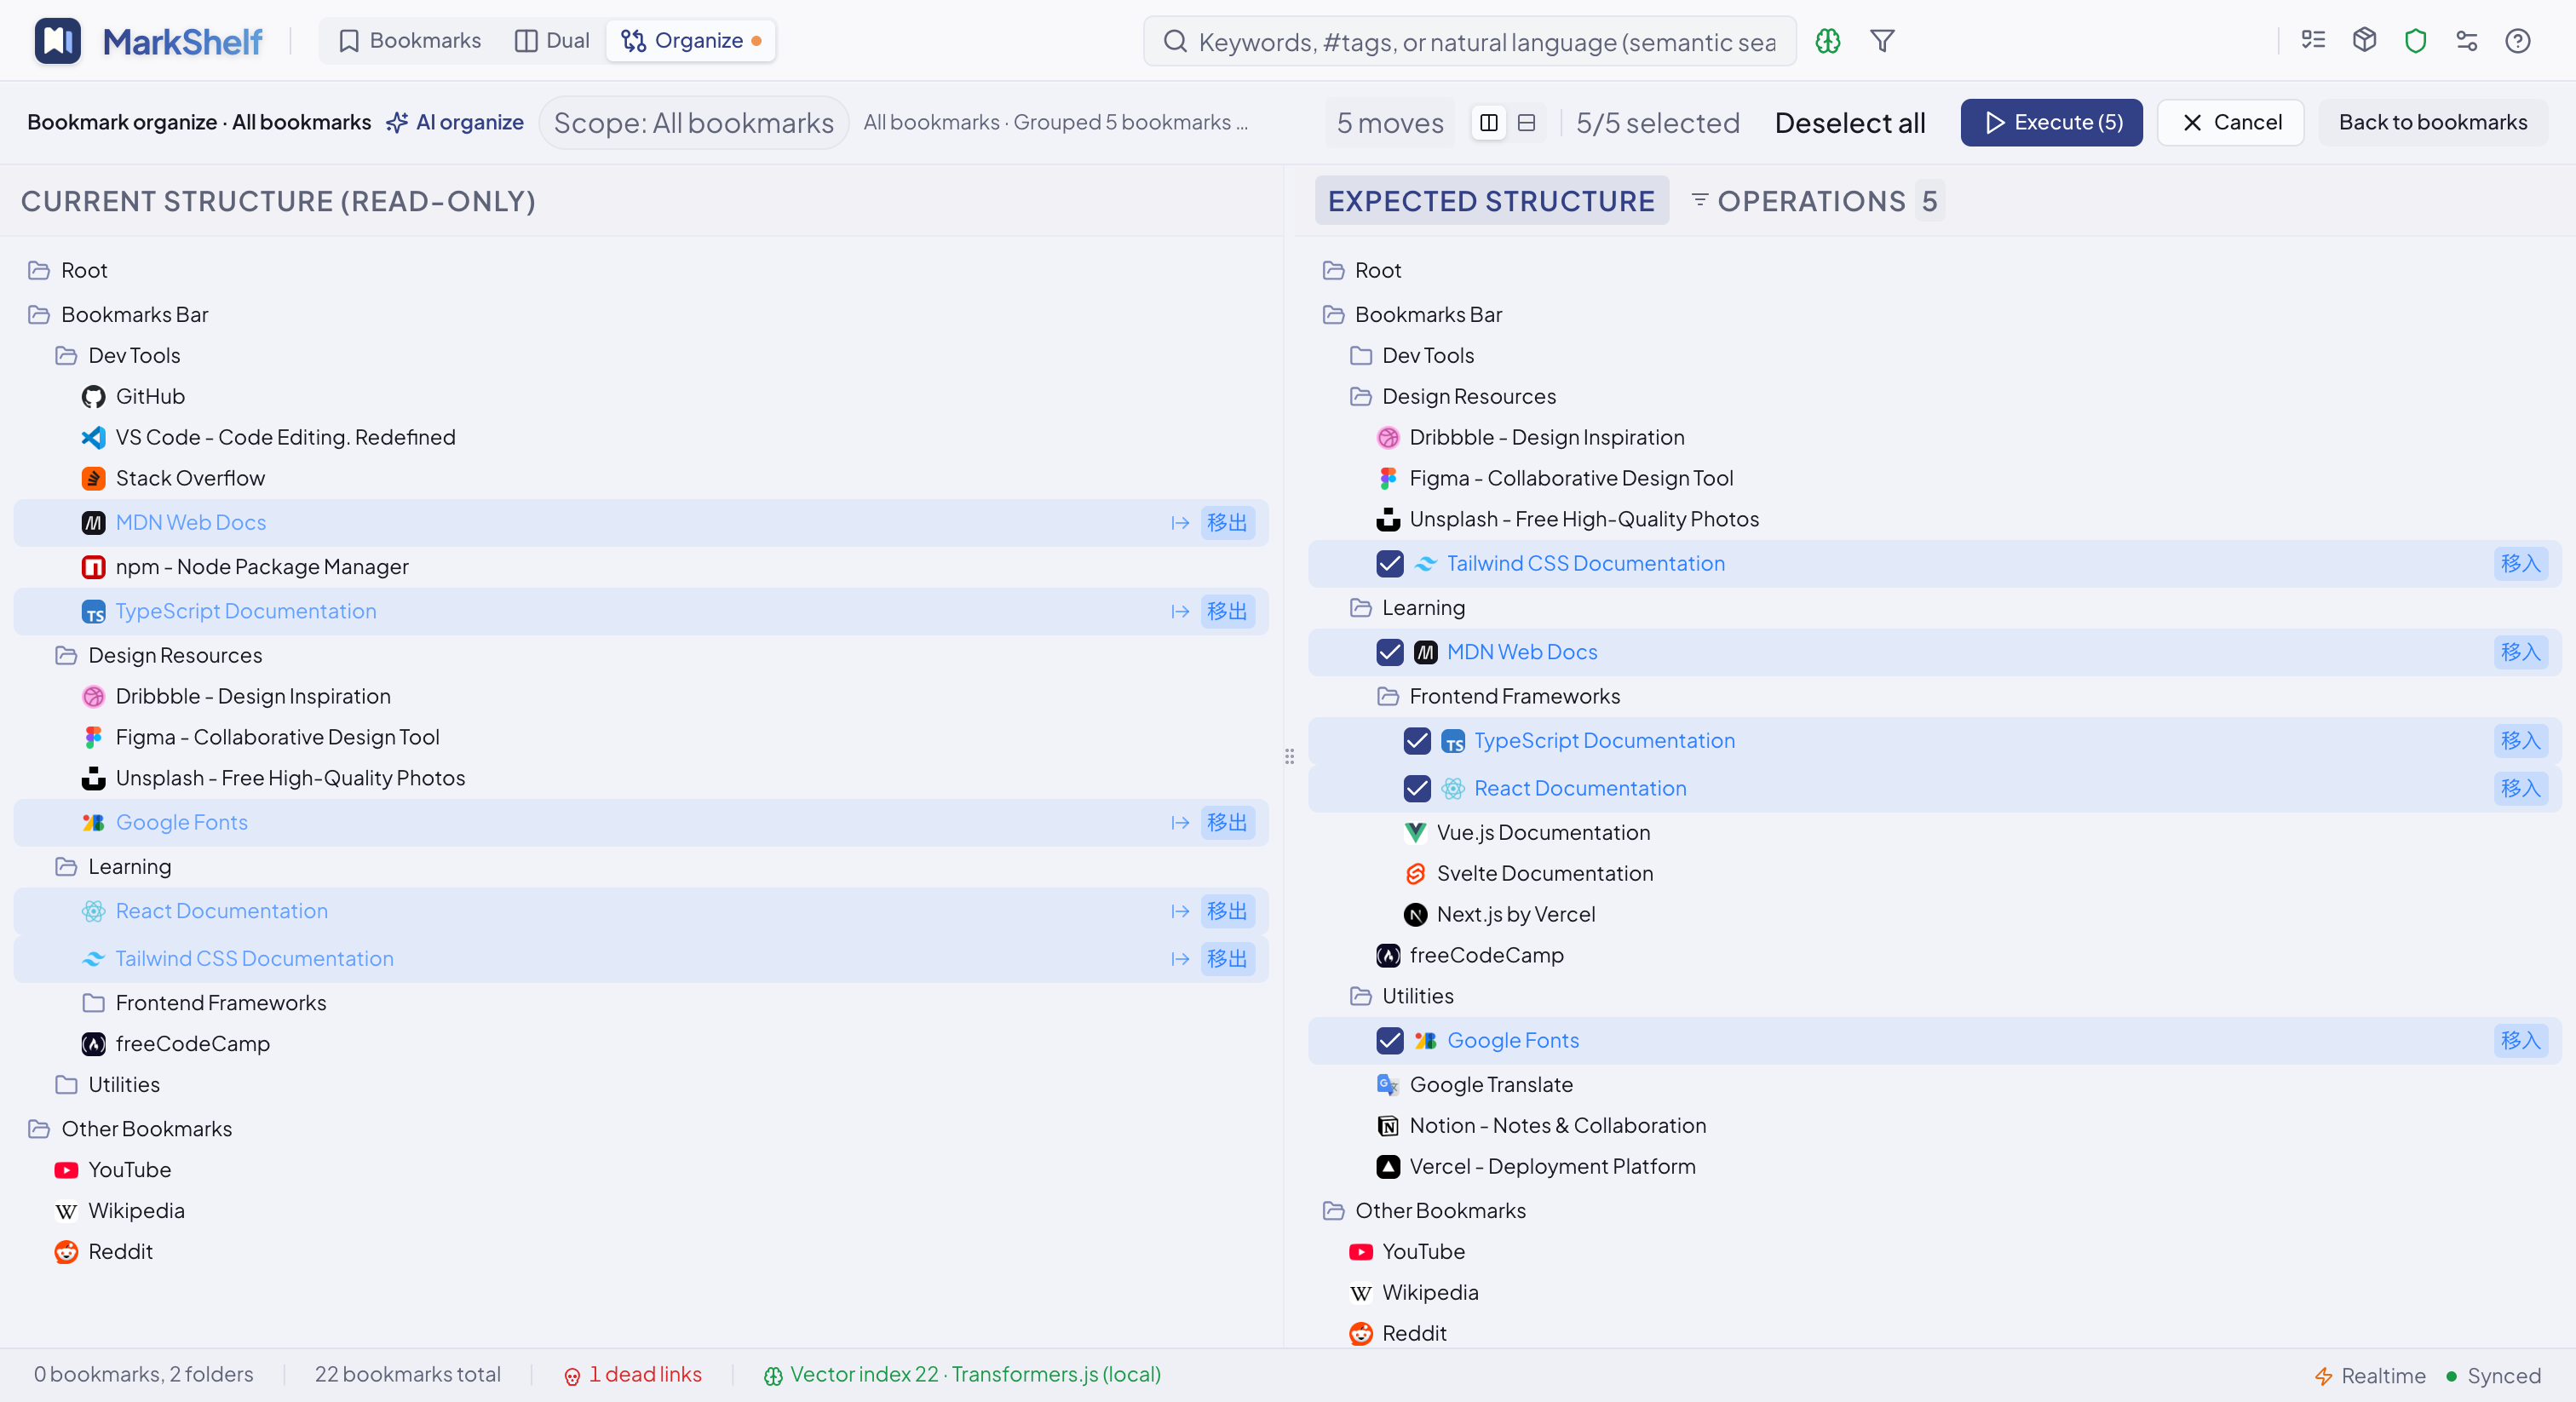 MarkShelf
Bookmarks
Dual
Organize
Keywords, #tags, or natural language (semantic sea
Bookmark organize · All bookmarks
AI organize
Scope: All bookmarks
All bookmarks · Grouped 5 bookmarks ...
5 moves
5/5 selected
Deselect all
Execute (5)
Cancel
Back to bookmarks
CURRENT STRUCTURE (READ-ONLY)
Root
Bookmarks Bar
Dev Tools
GitHub
VS Code - Code Editing. Redefined
Stack Overflow
MDN Web Docs 移出
npm - Node Package Manager
TypeScript Documentation 移出
Design Resources
Dribbble - Design Inspiration
Figma - Collaborative Design Tool
Unsplash - Free High-Quality Photos
Google Fonts 移出
Learning
React Documentation 移出
Tailwind CSS Documentation 移出
Frontend Frameworks
freeCodeCamp
Utilities
Other Bookmarks
YouTube
Wikipedia
Reddit
EXPECTED STRUCTURE
OPERATIONS 5
Root
Bookmarks Bar
Dev Tools
Design Resources
Dribbble - Design Inspiration
Figma - Collaborative Design Tool
Unsplash - Free High-Quality Photos
Tailwind CSS Documentation 移入
Learning
MDN Web Docs 移入
Frontend Frameworks
TypeScript Documentation 移入
React Documentation 移入
Vue.js Documentation
Svelte Documentation
Next.js by Vercel
freeCodeCamp
Utilities
Google Fonts 移入
Google Translate
Notion - Notes & Collaboration
Vercel - Deployment Platform
Other Bookmarks
YouTube
Wikipedia
Reddit
0 bookmarks, 2 folders
22 bookmarks total
1 dead links
Vector index 22 · Transformers.js (local)
Realtime
Synced